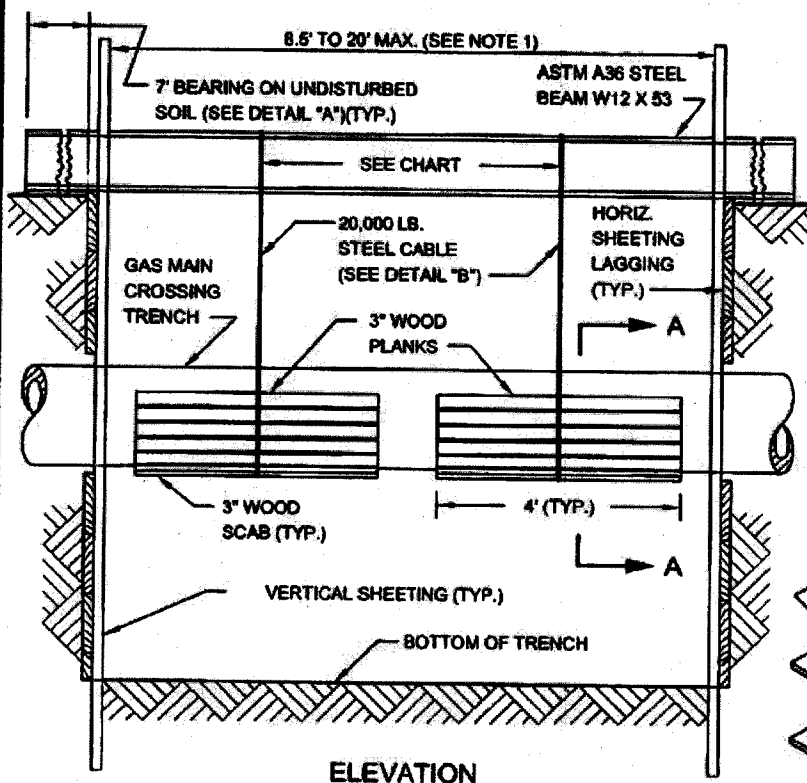 8.5' TO 20' MAX. (SEE NOTE 1)
7' BEARING ON UNDISTURBED
SOIL (SEE DETAIL "A")(TYP.)
ASTM A36 STEEL
BEAM W12 X 53
SEE CHART
20,000 LB.
STEEL CABLE
(SEE DETAIL "B")
HORIZ.
SHEETING
LAGGING
(TYP.)
GAS MAIN
CROSSING
TRENCH
3" WOOD
PLANKS
A
3" WOOD
SCAB (TYP.)
4' (TYP.)
A
VERTICAL SHEETING (TYP.)
BOTTOM OF TRENCH
ELEVATION